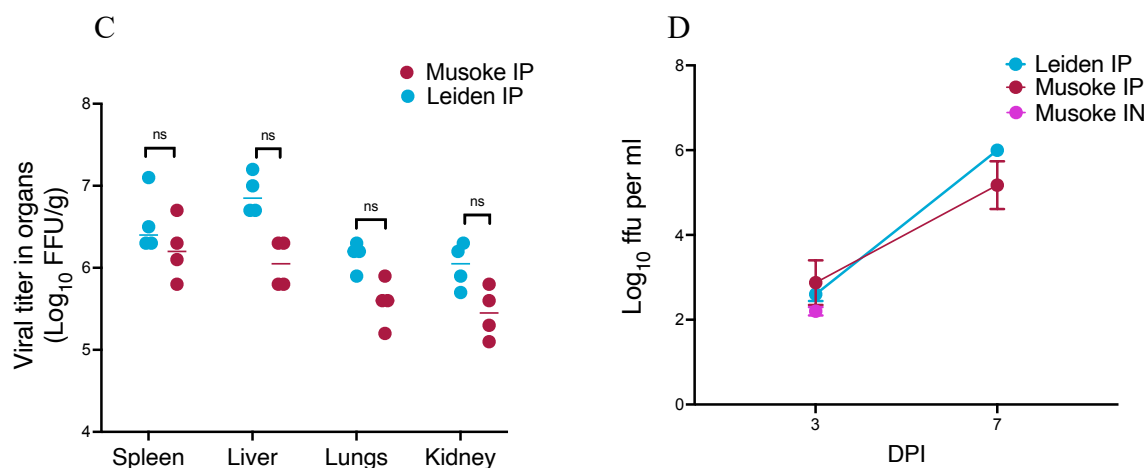 C
Musoke IP
Leiden IP
Viral titer in organs
(Log10 FFU/g)
8
7
6
5
4
ns
ns
ns
ns
Spleen
Liver
Lungs
Kidney
D
Leiden IP
Musoke IP
Musoke IN
Log10 ffu per ml
8
6
4
2
0
3
7
DPI